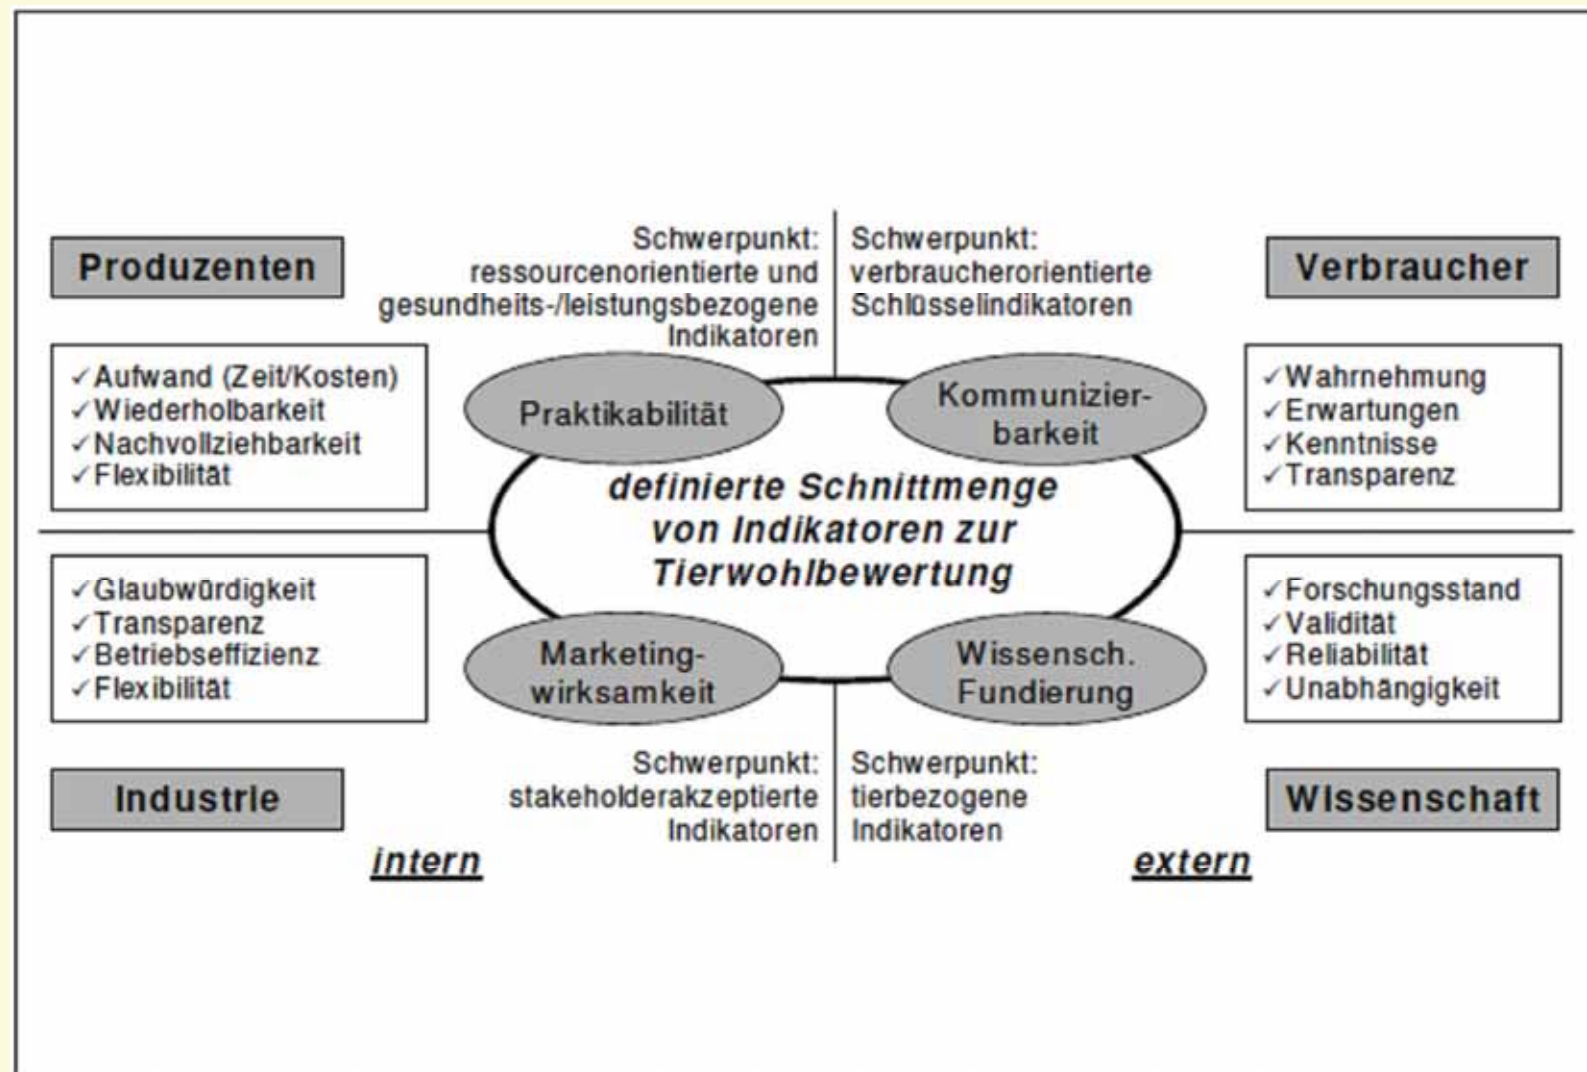 Produzenten
Schwerpunkt:
ressourcenorientierte und
gesundheits-/leistungsbezogene
Indikatoren
Schwerpunkt:
verbraucherorientierte
Schlüsselindikatoren
Verbraucher
✓Aufwand (Zeit/Kosten)
✓Wiederholbarkeit
✓Nachvollziehbarkeit
✓Flexibilität
Praktikabilität
Kommunizier-
barkeit
✓Wahrnehmung
✓Erwartungen
✓Kenntnisse
✓Transparenz
definierte Schnittmenge
von Indikatoren zur
Tierwohlbewertung
✓Glaubwürdigkeit
✓Transparenz
✓Betriebseffizienz
✓Flexibilität
Marketing-
wirksamkeit
Wissensch.
Fundierung
✓Forschungsstand
✓Validität
✓Reliabilität
✓Unabhängigkeit
Industrie
Schwerpunkt:
stakeholderakzeptierte
Indikatoren
Schwerpunkt:
tierbezogene
Indikatoren
Wissenschaft
intern
extern